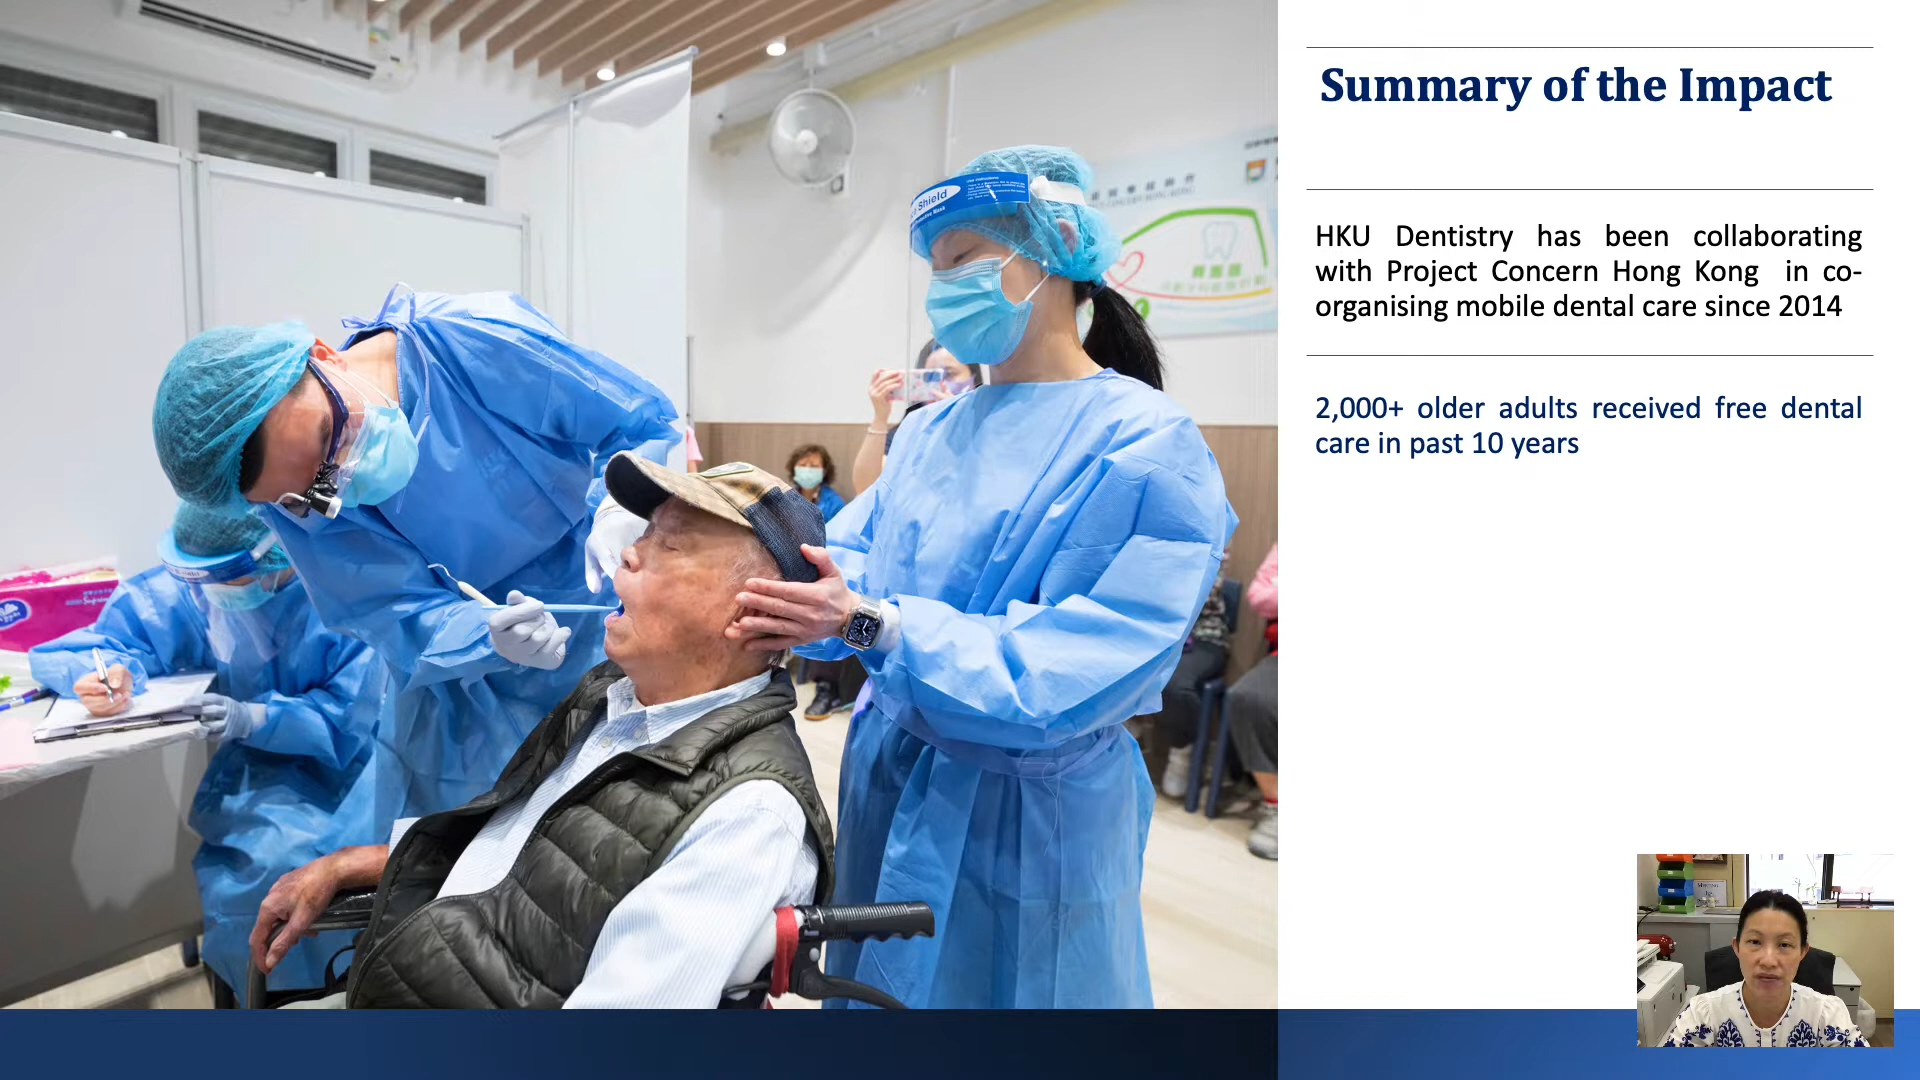 Summary of the Impact
HKU Dentistry has been collaborating
with Project Concern Hong Kong in co-
organising mobile dental care since 2014
2,000+ older adults received free dental
care in past 10 years
Shield